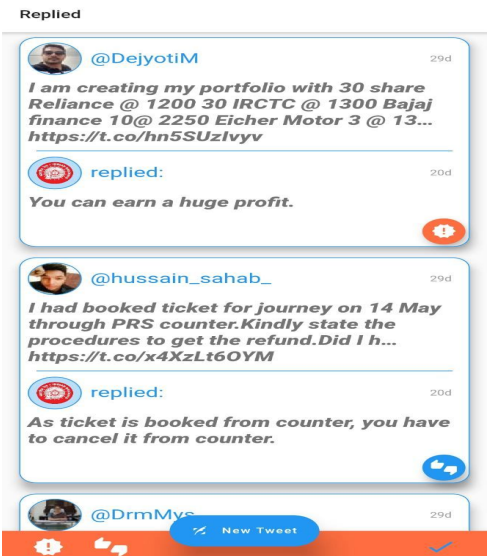 Replied
@DejyotiM
29d
I am creating my portfolio with 30 share
Reliance @ 1200 30 IRCTC @ 1300 Bajaj
finance 10@ 2250 Eicher Motor 3 @ 13...
https://t.co/hn5SUzIvyv
replied:
20d
You can earn a huge profit.
@hussain_sahab_
29d
I had booked ticket for journey on 14 May
through PRS counter.Kindly state the
procedures to get the refund.Did I h...
https://t.co/x4XzLt6OYM
replied:
20d
As ticket is booked from counter, you have
to cancel it from counter.
@DrmMys
29d
New Tweet